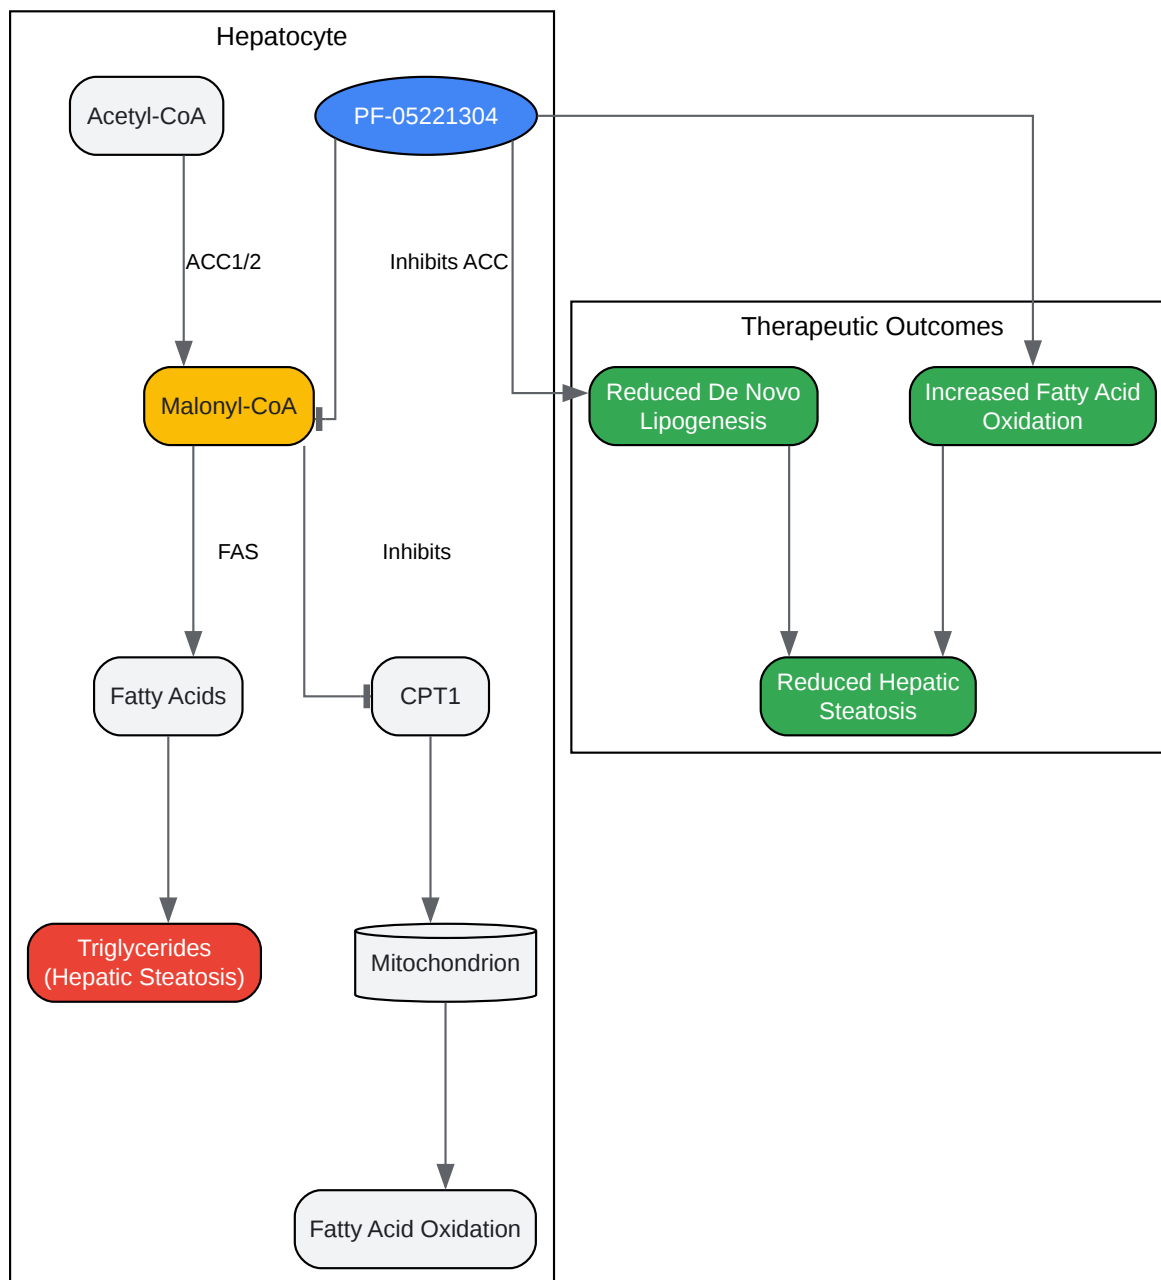 Hepatocyte
Acetyl-CoA
PF-05221304
ACC1/2
Inhibits ACC
Therapeutic Outcomes
Malonyl-CoA
Reduced De Novo
Lipogenesis
Increased Fatty Acid
Oxidation
FAS
Inhibits
Fatty Acids
CPT1
Reduced Hepatic
Steatosis
Triglycerides
(Hepatic Steatosis)
Mitochondrion
Fatty Acid Oxidation